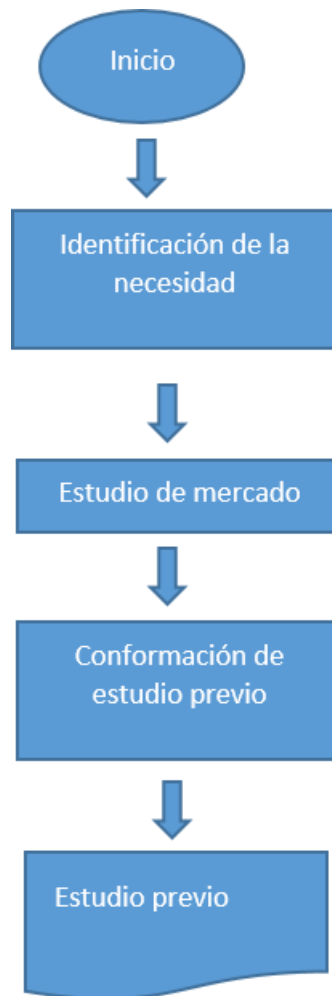 Inicio
Identificación de la
necesidad
Estudio de mercado
Conformación de
estudio previo
Estudio previo